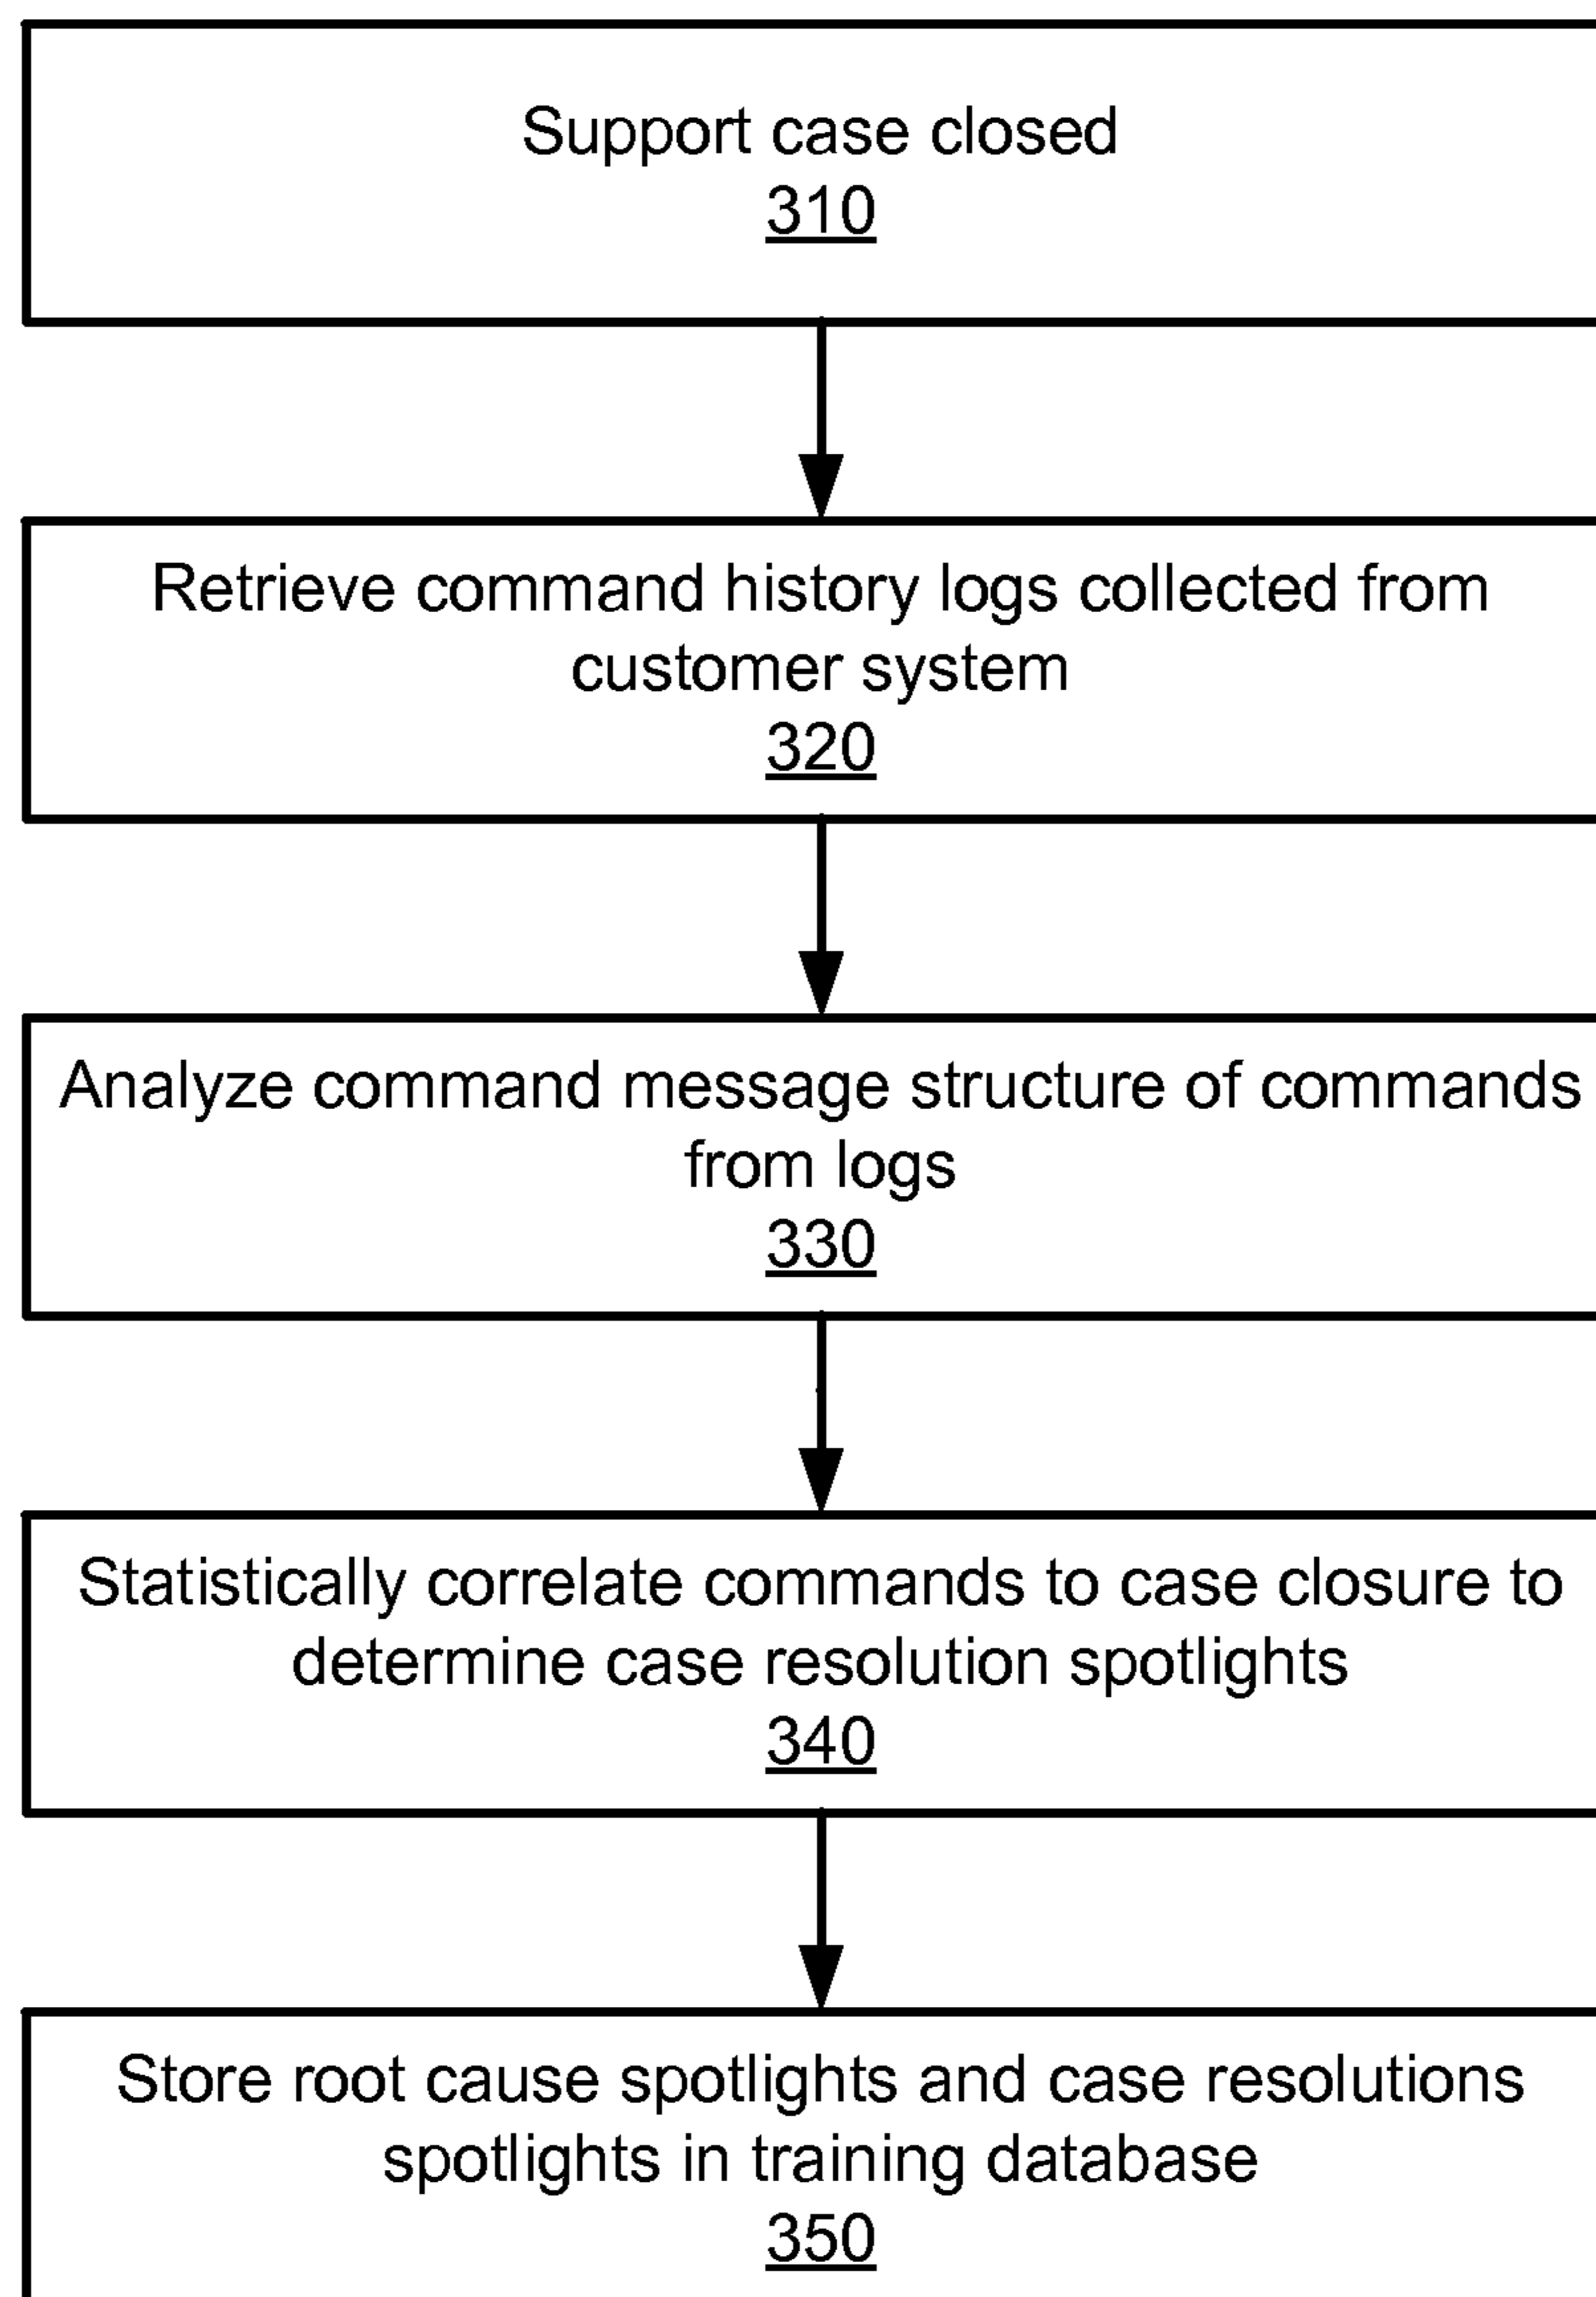 Support case closed
310
Retrieve command history logs collected from
customer system
320
Analyze command message structure of commands
from logs
330
Statistically correlate commands to case closure to
determine case resolution spotlights
340
Store root cause spotlights and case resolutions
spotlights in training database
350